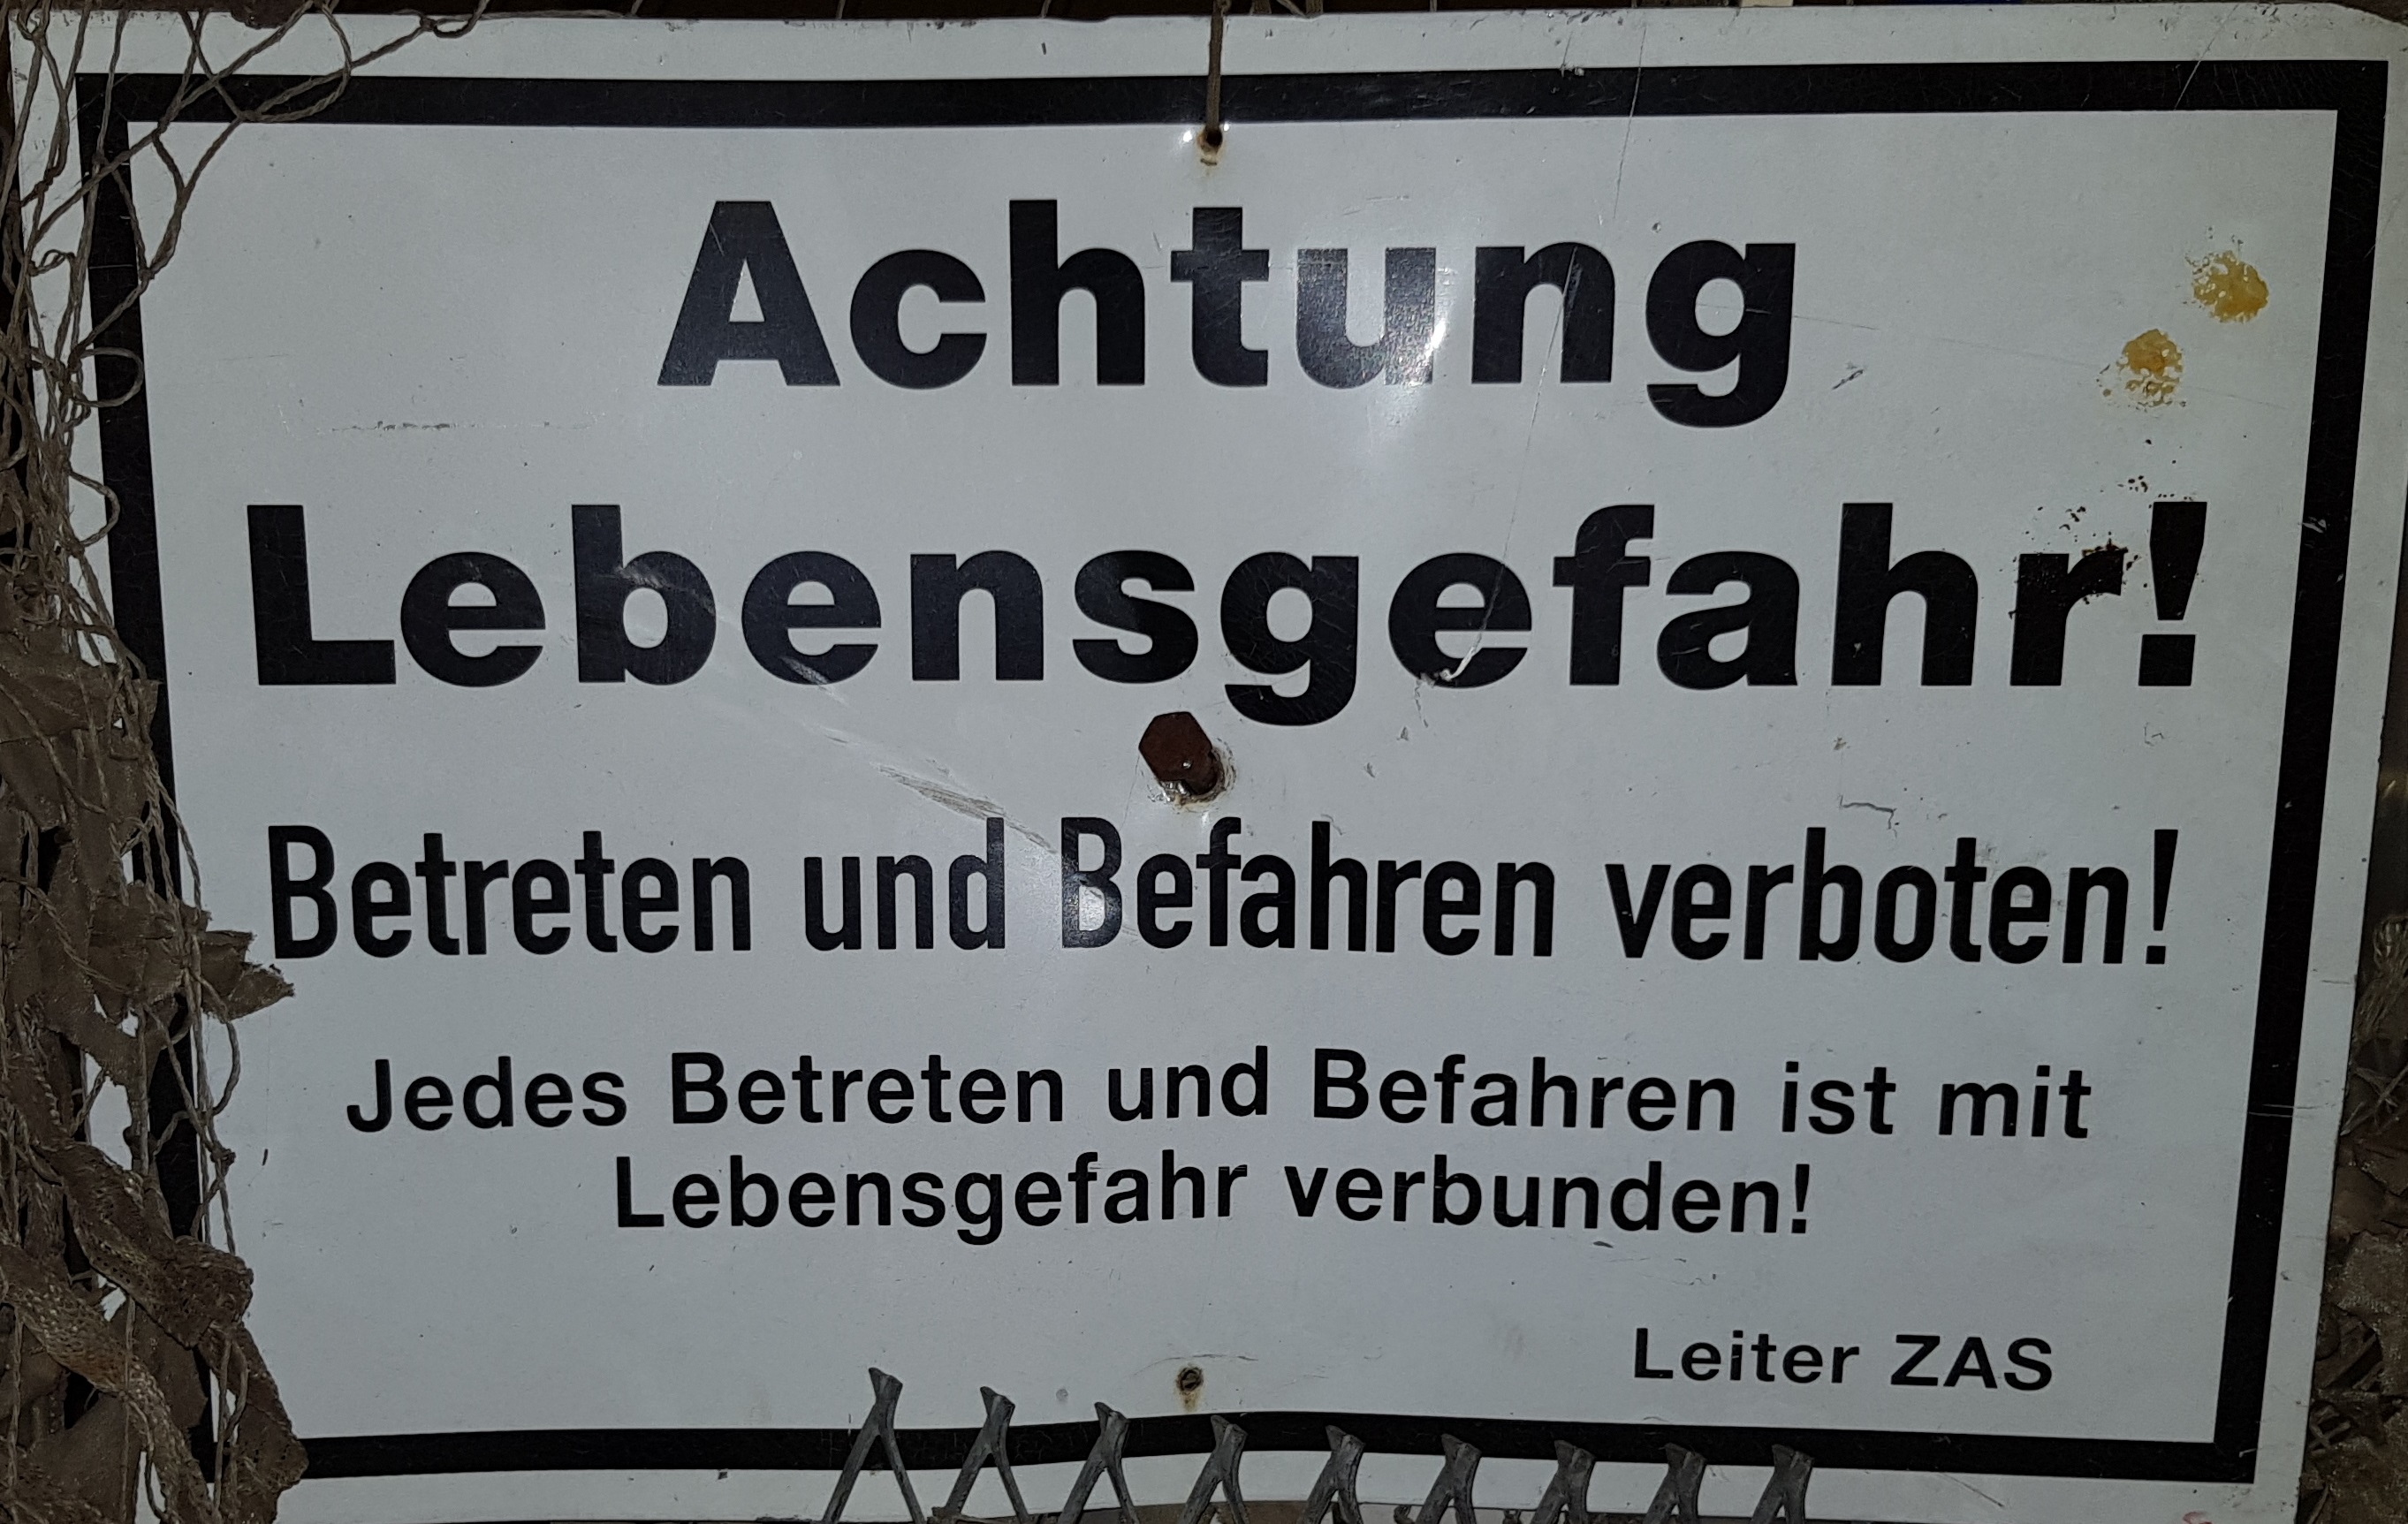 Achtung
Lebensgefahr!
Betreten und Befahren verboten!
Jedes Betreten und Befahren ist mit
Lebensgefahr verbunden!
Leiter ZAS